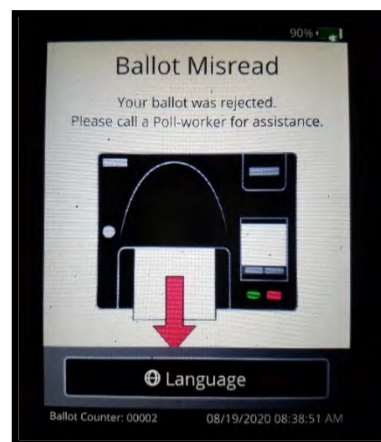 90%
Ballot Misread
Your ballot was rejected.
Please call a Poll-worker for assistance.
Language
Ballot Counter: 00002 08/19/2020 08:38:51 AM